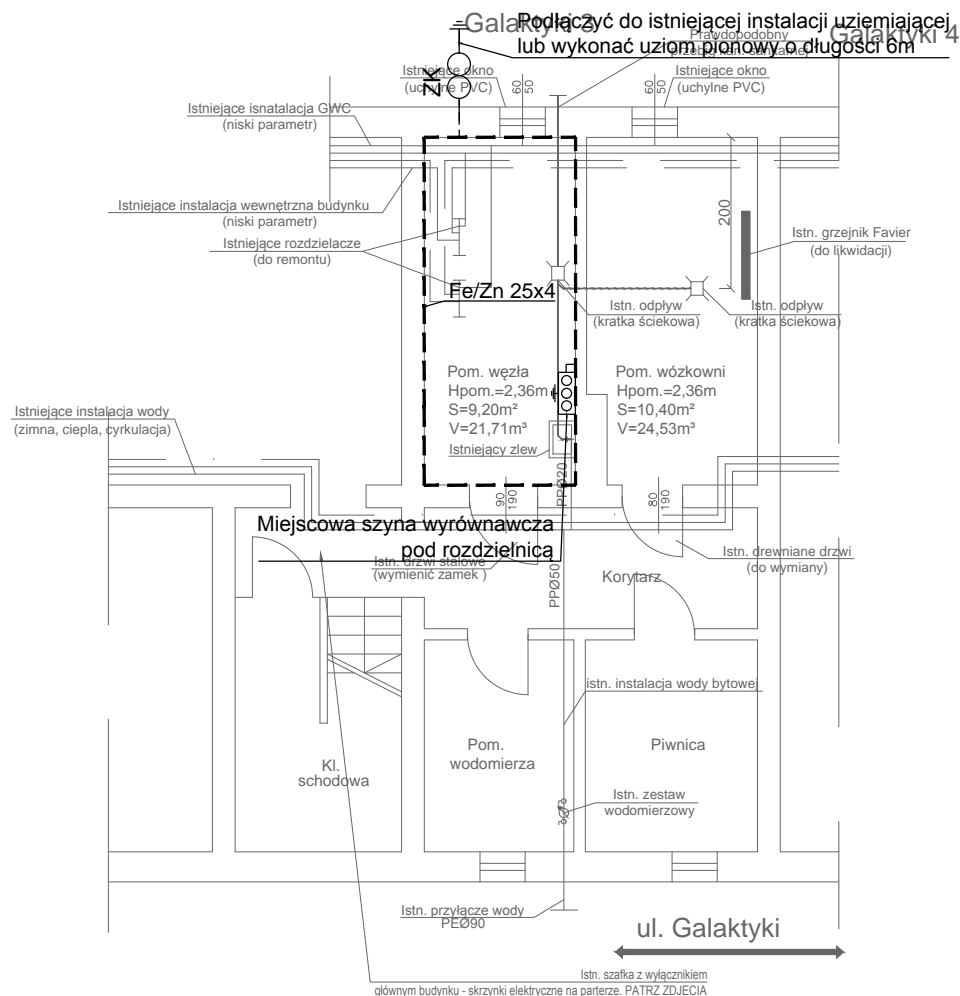 Galaktyki 3
Podłączyć do istniejącej instalacji uziemiającej
lub wykonać uziom pionowy o długości 6m
Galaktyki 4
Prawdopodobny
przebig kan. sanitarnej
ZK
Istniejące okno
(uchylne PVC)
60
50
60
50
Istniejące okno
(uchylne PVC)
Istniejące isnatalacja GWC
(niski parametr)
Istniejące instalacja wewnętrzna budynku
(niski parametr)
Istniejące rozdzielacze
(do remontu)
200
Istn. grzejnik Favier
(do likwidacji)
Fe/Zn 25x4
Istn. odpływ
(kratka ściekowa)
Istn. odpływ
(kratka ściekowa)
Pom. węzła
Hpom.=2,36m
S=9,20m²
V=21,71m³
Pom. wózkowni
Hpom.=2,36m
S=10,40m²
V=24,53m³
Istniejące instalacja wody
(zimna, ciepla, cyrkulacja)
Istniejący zlew
PPØ20
90
190
80
190
Miejscowa szyna wyrównawcza
pod rozdzielnicą
Istn. drzwi stalowe
(wymienić zamek )
Istn. drewniane drzwi
(do wymiany)
PPØ50
Korytarz
istn. instalacja wody bytowej
Pom.
wodomierza
Piwnica
Kl.
schodowa
Istn. zestaw
wodomierzowy
Istn. przyłącze wody
PEØ90
ul. Galaktyki
Istn. szafka z wyłącznikiem
głównym budynku - skrzynki elektryczne na parterze. PATRZ ZDJECIA